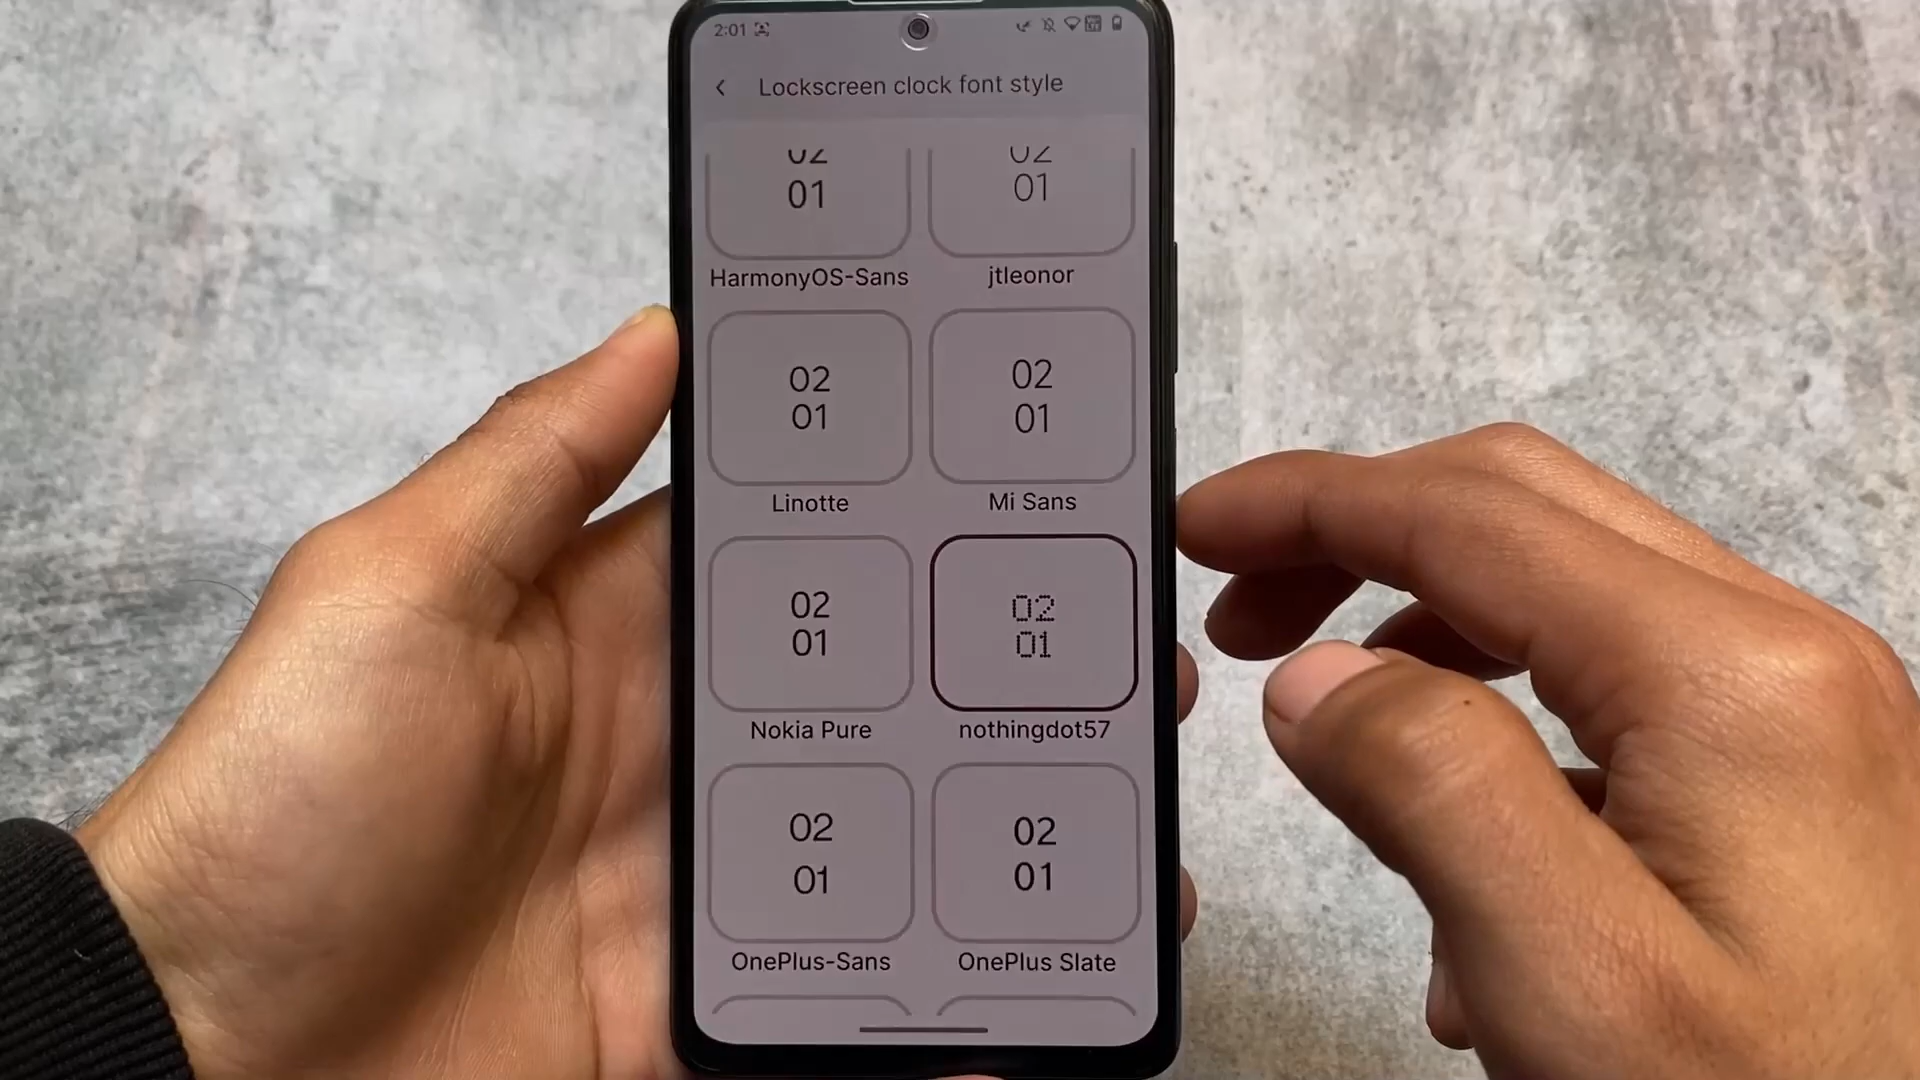 2:01
Lockscreen clock font style
02 02
01 01
HarmonyOS-Sans jtleonor
02 02
01 01
Linotte Mi Sans
02 02
01 01
Nokia Pure nothingdot57
02 02
01 01
OnePlus-Sans OnePlus Slate